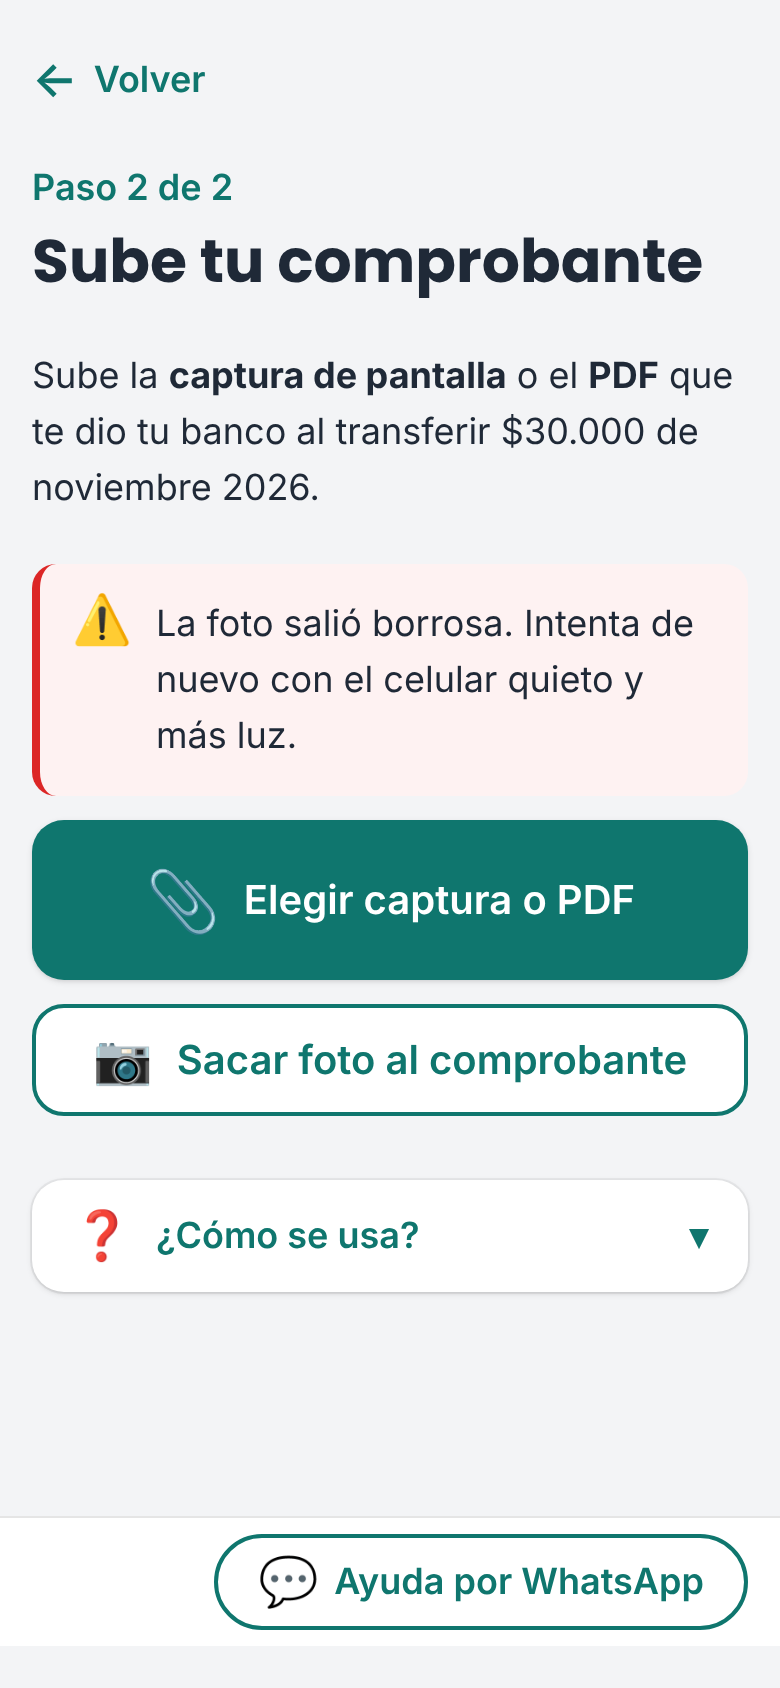 ← Volver
Paso 2 de 2
Sube tu comprobante
Sube la captura de pantalla o el PDF que
te dio tu banco al transferir $30.000 de
noviembre 2026.
La foto salió borrosa. Intenta de
nuevo con el celular quieto y
más luz.
Elegir captura o PDF
Sacar foto al comprobante
¿Cómo se usa? ▼
Ayuda por WhatsApp